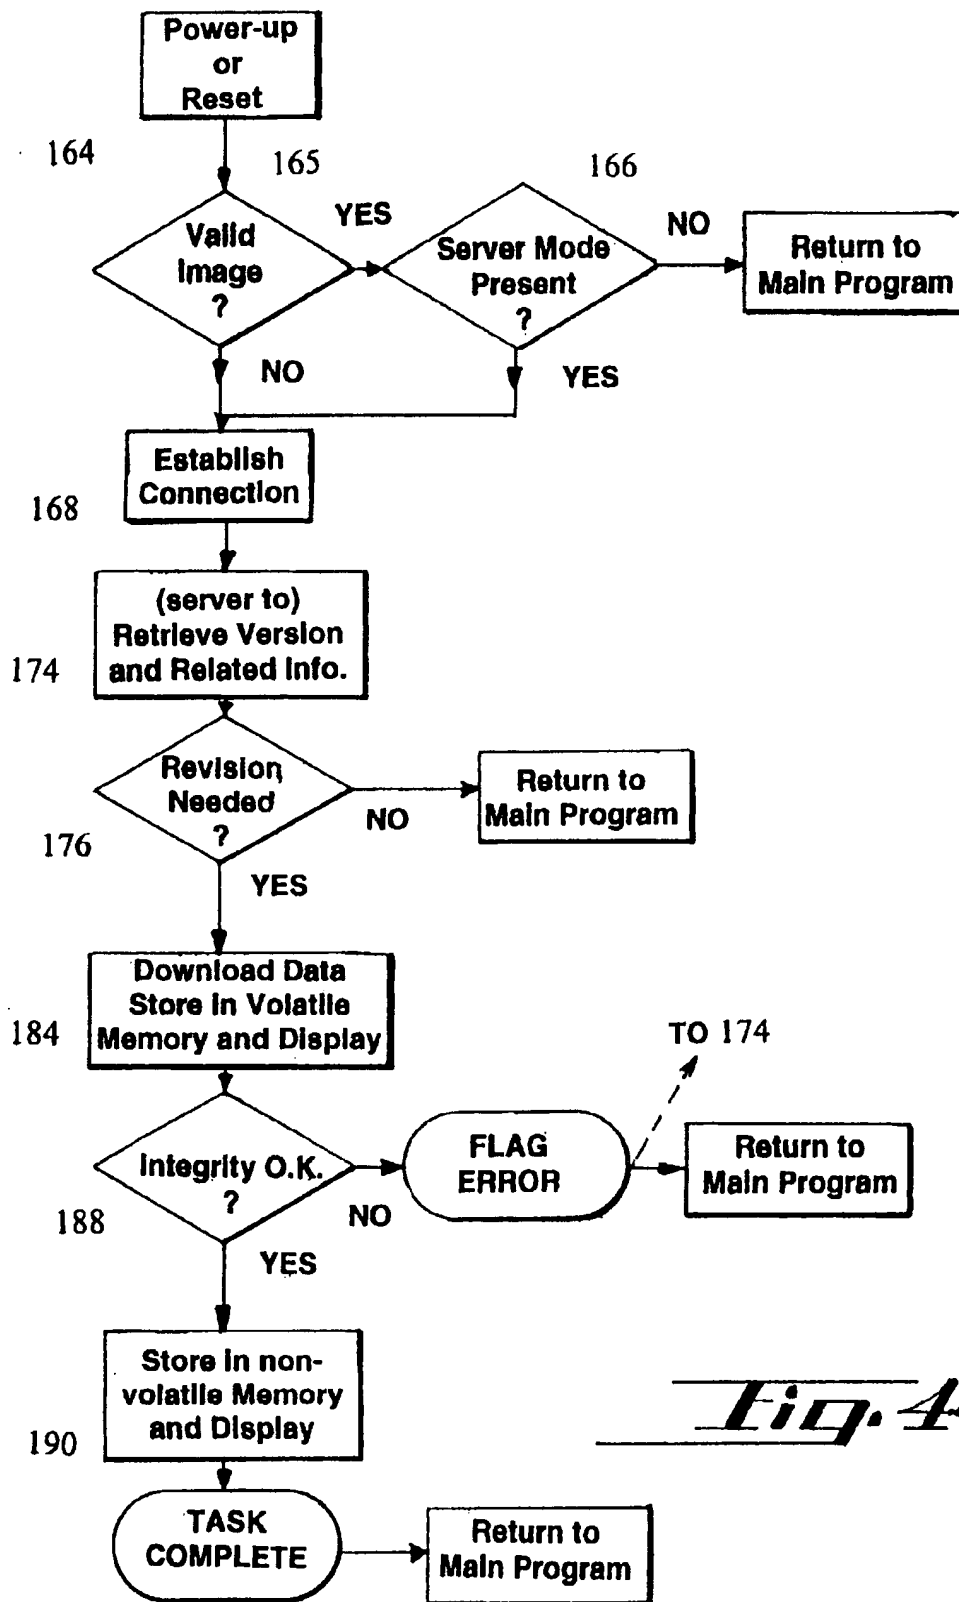 Power-up
or
Reset
164
165
166
Valid
Image
?
YES
Server Mode
Present
?
NO
Return to
Main Program
NO
YES
Establish
Connection
168
(server to)
Retrieve Version
and Related Info.
174
Revision
Needed
?
NO
Return to
Main Program
176
YES
Download Data
Store in Volatile
Memory and Display
184
TO 174
Integrity O.K.
?
NO
FLAG
ERROR
Return to
Main Program
188
YES
Store in non-
volatile Memory
and Display
190
Fig. 4
TASK
COMPLETE
Return to
Main Program